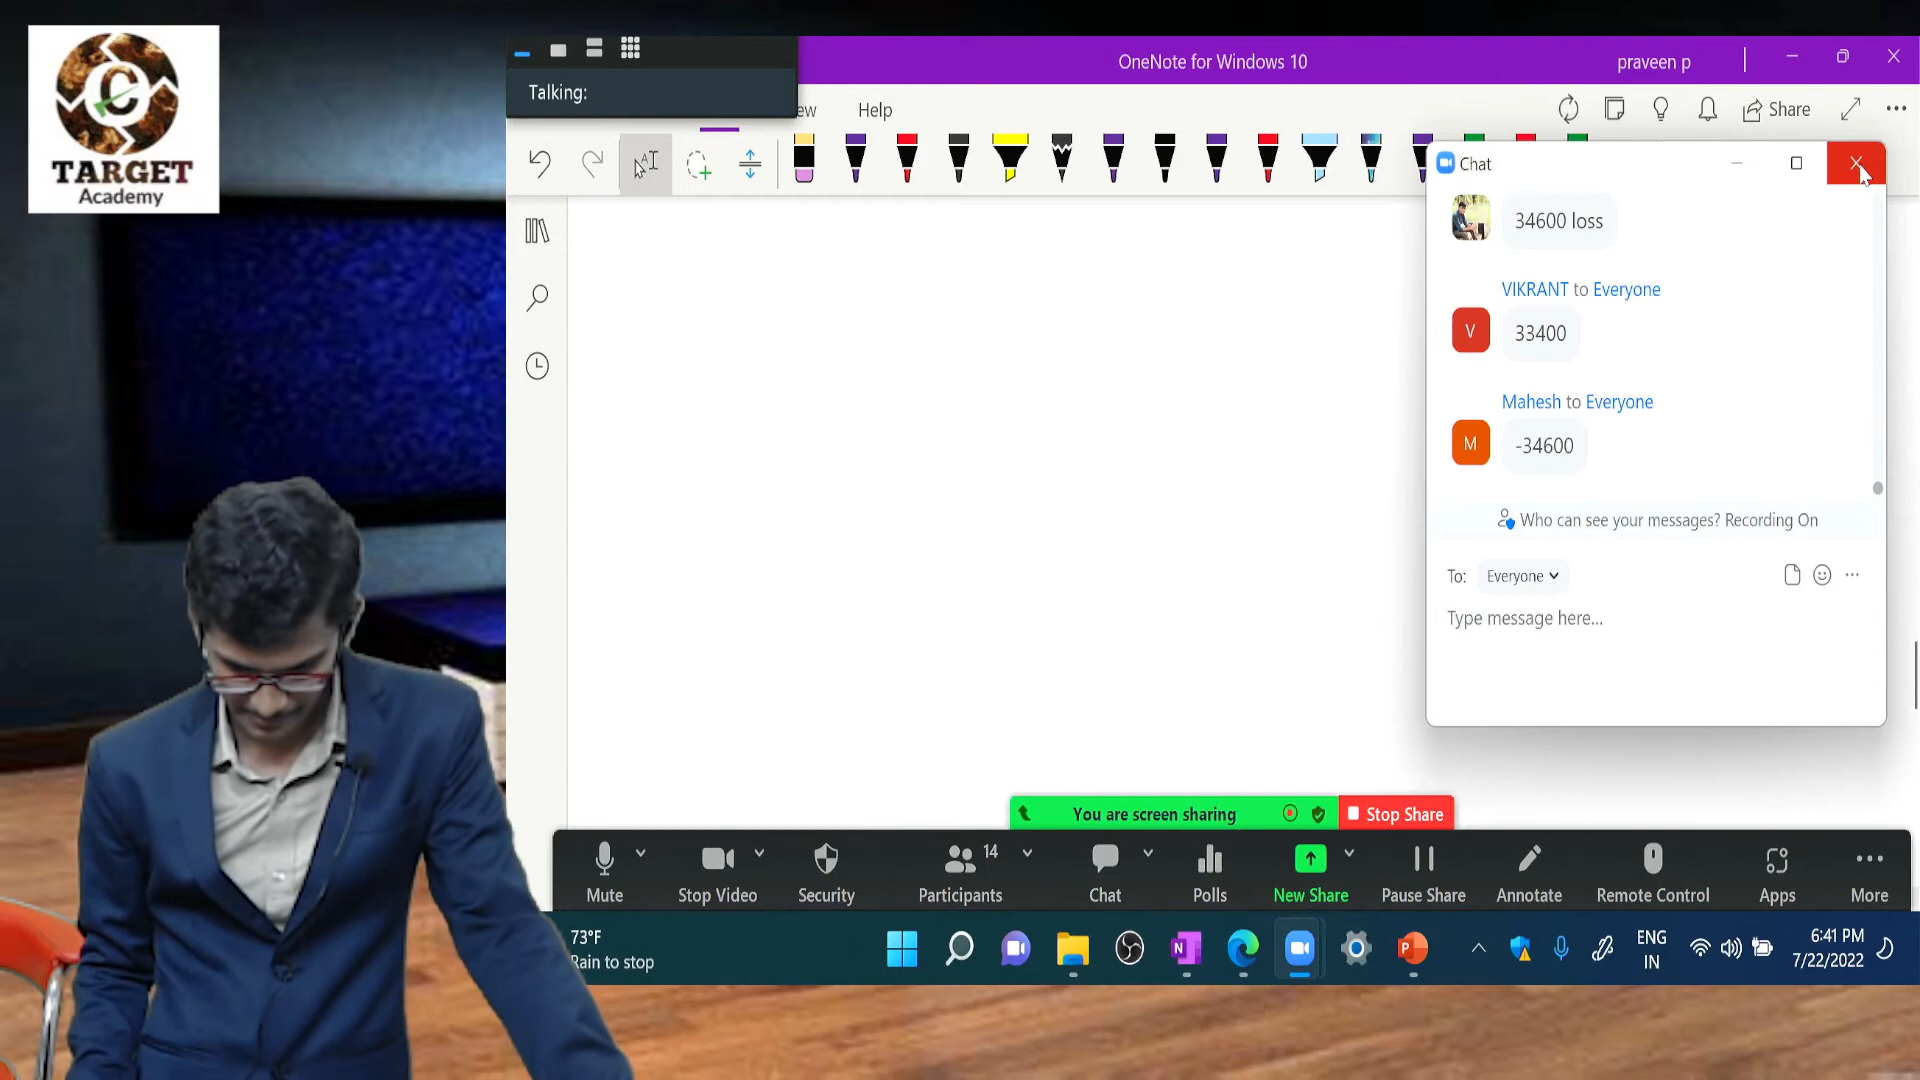 TARGET
Academy
Talking:
OneNote for Windows 10
praveen p
ew
Help
Share
Chat
34600 loss
VIKRANT to Everyone
V
33400
Mahesh to Everyone
M
-34600
Who can see your messages? Recording On
To: Everyone
Type message here...
You are screen sharing
Stop Share
Mute
Stop Video
Security
14
Participants
Chat
Polls
New Share
Pause Share
Annotate
Remote Control
Apps
More
73°F
Rain to stop
ENG
IN
6:41 PM
7/22/2022